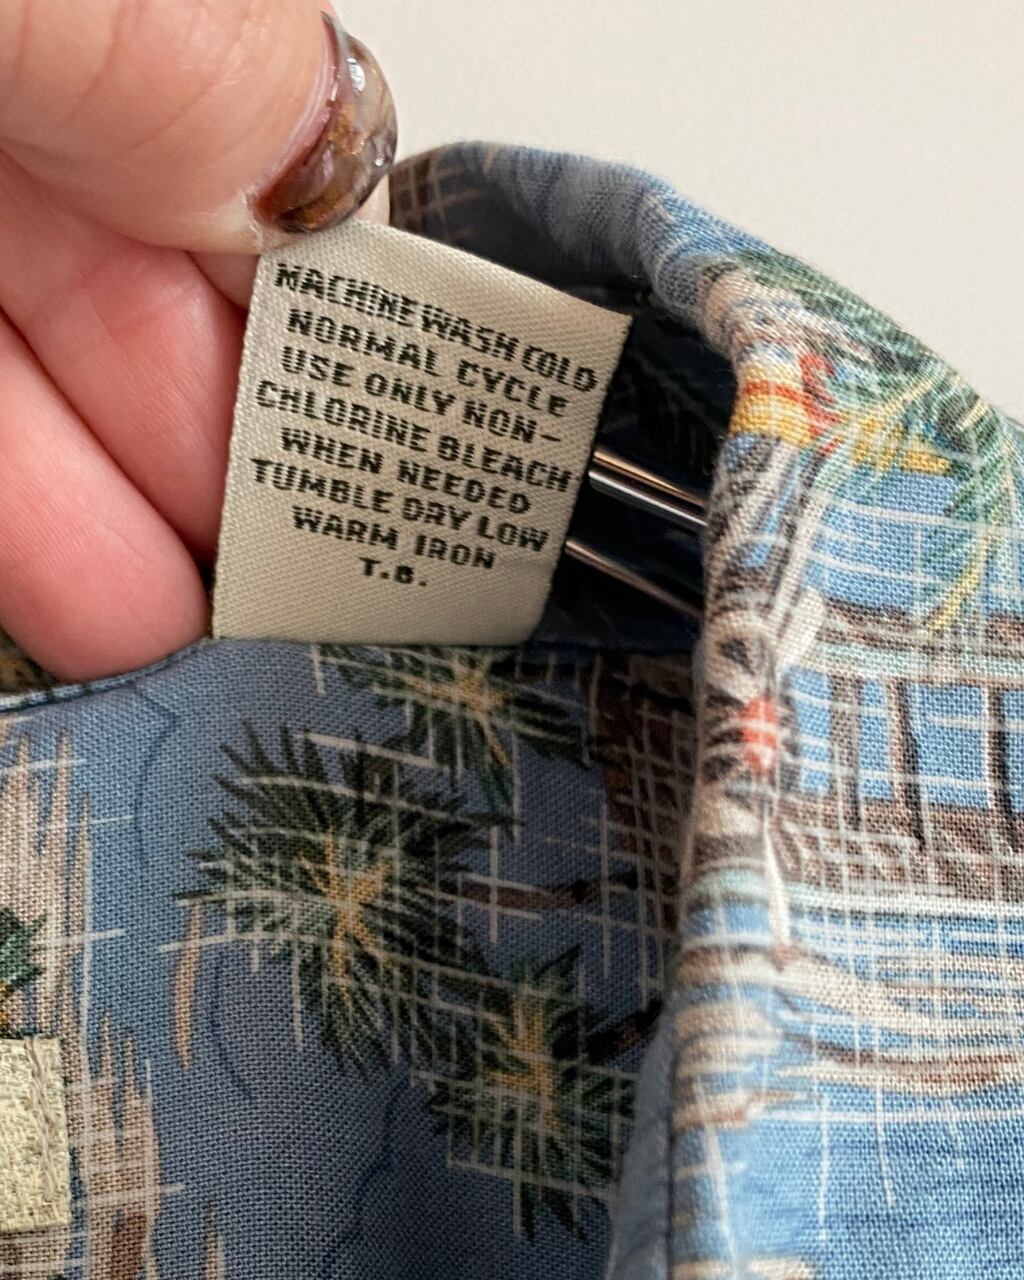 MACHINE WASH COLD
NORMAL CYCLE
USE ONLY NON-
CHLORINE BLEACH
WHEN NEEDED
TUMBLE DRY LOW
WARM IRON
T.B.